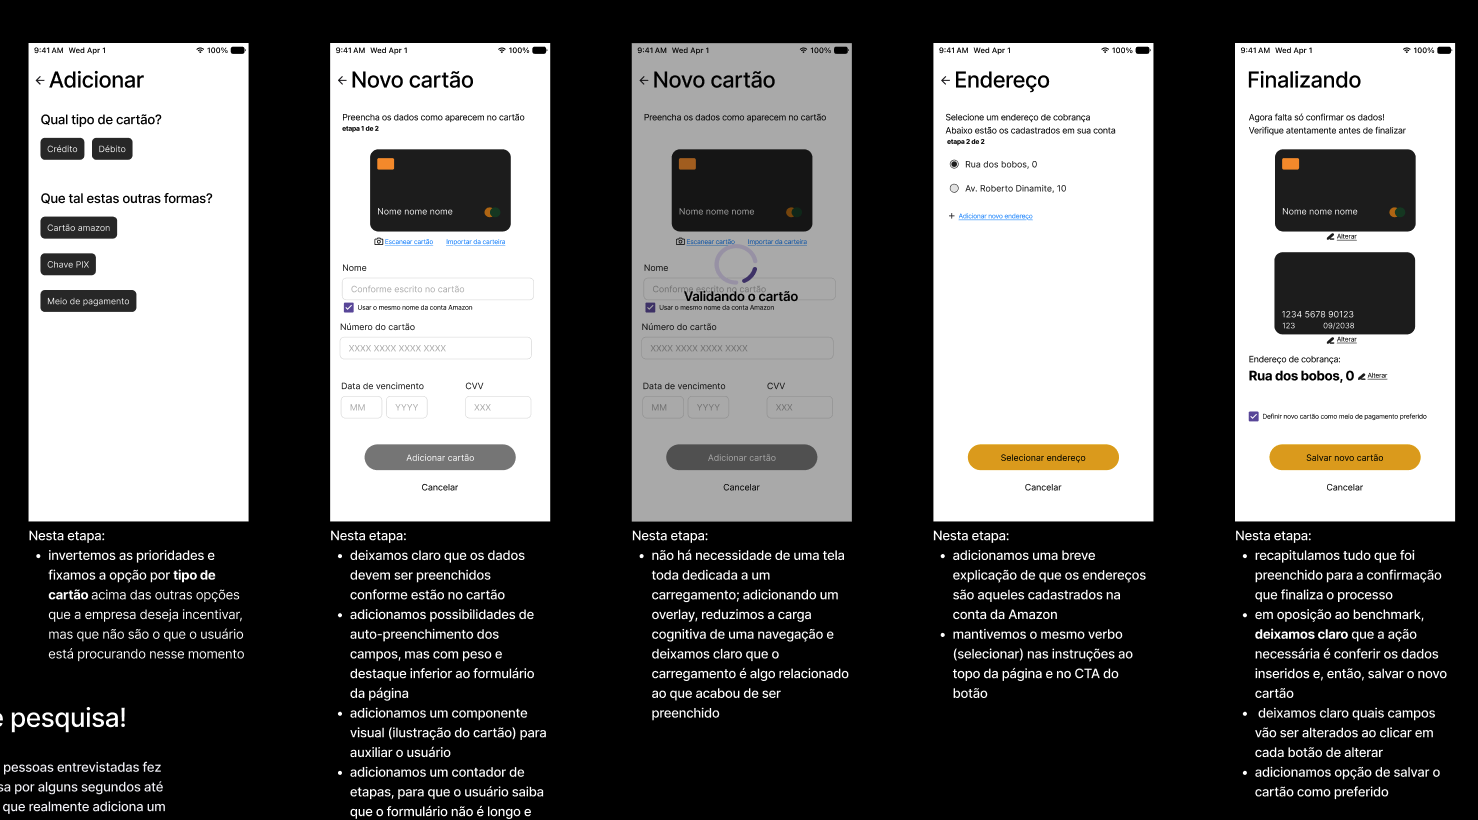 9:41 AM Wed Apr 1 100%
← Adicionar
Qual tipo de cartão?
Crédito Débito
Que tal estas outras formas?
Cartão amazon
Chave PIX
Meio de pagamento
Nesta etapa:
• invertemos as prioridades e
fixamos a opção por tipo de
cartão acima das outras opções
que a empresa deseja incentivar,
mas que não são o que o usuário
está procurando nesse momento
e pesquisa!
pessoas entrevistadas fez
sa por alguns segundos até
que realmente adiciona um
9:41 AM Wed Apr 1 100%
← Novo cartão
Preencha os dados como aparecem no cartão
etapa 1 de 2
Nome nome nome
Escanear cartão Importar da carteira
Nome
Conforme escrito no cartão
Usar o mesmo nome da conta Amazon
Número do cartão
XXXX XXXX XXXX XXXX
Data de vencimento CVV
MM YYYY XXX
Adicionar cartão
Cancelar
Nesta etapa:
• deixamos claro que os dados
devem ser preenchidos
conforme estão no cartão
• adicionamos possibilidades de
auto-preenchimento dos
campos, mas com peso e
destaque inferior ao formulário
da página
• adicionamos um componente
visual (ilustração do cartão) para
auxiliar o usuário
• adicionamos um contador de
etapas, para que o usuário saiba
que o formulário não é longo e
9:41 AM Wed Apr 1 100%
← Novo cartão
Preencha os dados como aparecem no cartão
Nome nome nome
Escanear cartão Importar da carteira
Nome
Conforme escrito no cartão
Validando o cartão
Usar o mesmo nome da conta Amazon
Número do cartão
XXXX XXXX XXXX XXXX
Data de vencimento CVV
MM YYYY XXX
Adicionar cartão
Cancelar
Nesta etapa:
• não há necessidade de uma tela
toda dedicada a um
carregamento; adicionando um
overlay, reduzimos a carga
cognitiva de uma navegação e
deixamos claro que o
carregamento é algo relacionado
ao que acabou de ser
preenchido
9:41 AM Wed Apr 1 100%
← Endereço
Selecione um endereço de cobrança
Abaixo estão os cadastrados em sua conta
etapa 2 de 2
Rua dos bobos, 0
Av. Roberto Dinamite, 10
+ Adicionar novo endereço
Selecionar endereço
Cancelar
Nesta etapa:
• adicionamos uma breve
explicação de que os endereços
são aqueles cadastrados na
conta da Amazon
• mantivemos o mesmo verbo
(selecionar) nas instruções ao
topo da página e no CTA do
botão
9:41 AM Wed Apr 1 100%
Finalizando
Agora falta só confirmar os dados!
Verifique atentamente antes de finalizar
Nome nome nome
Alterar
1234 5678 90123
123 09/2038
Alterar
Endereço de cobrança:
Rua dos bobos, 0 Alterar
Definir novo cartão como meio de pagamento preferido
Salvar novo cartão
Cancelar
Nesta etapa:
• recapitulamos tudo que foi
preenchido para a confirmação
que finaliza o processo
• em oposição ao benchmark,
deixamos claro que a ação
necessária é conferir os dados
inseridos e, então, salvar o novo
cartão
• deixamos claro quais campos
vão ser alterados ao clicar em
cada botão de alterar
• adicionamos opção de salvar o
cartão como preferido